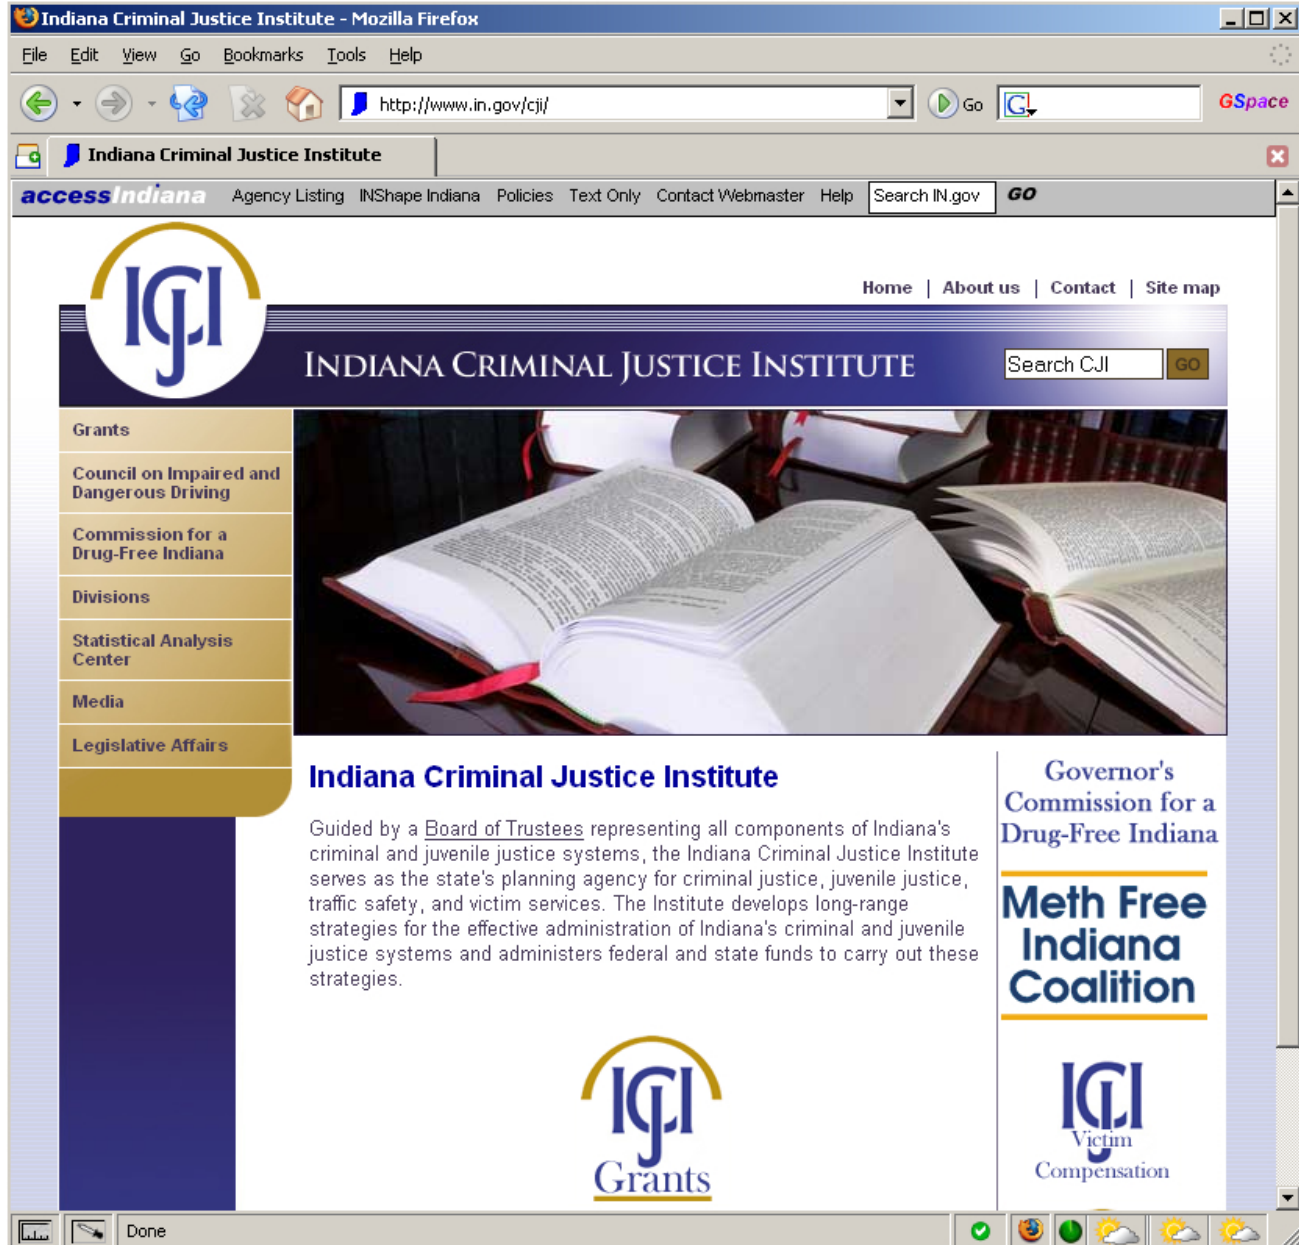 Indiana Criminal Justice Institute - Mozilla Firefox
File Edit View Go Bookmarks Tools Help
http://www.in.gov/cji/ Go G GSpace
Indiana Criminal Justice Institute
accessIndiana Agency Listing INShape Indiana Policies Text Only Contact Webmaster Help Search IN.gov GO
ICJI
Home | About us | Contact | Site map
INDIANA CRIMINAL JUSTICE INSTITUTE
Search CJI GO
Grants
Council on Impaired and
Dangerous Driving
Commission for a
Drug-Free Indiana
Divisions
Statistical Analysis
Center
Media
Legislative Affairs
Indiana Criminal Justice Institute
Guided by a Board of Trustees representing all components of Indiana's
criminal and juvenile justice systems, the Indiana Criminal Justice Institute
serves as the state's planning agency for criminal justice, juvenile justice,
traffic safety, and victim services. The Institute develops long-range
strategies for the effective administration of Indiana's criminal and juvenile
justice systems and administers federal and state funds to carry out these
strategies.
ICJI
Grants
Governor's
Commission for a
Drug-Free Indiana
Meth Free
Indiana
Coalition
ICJI
Victim
Compensation
Done